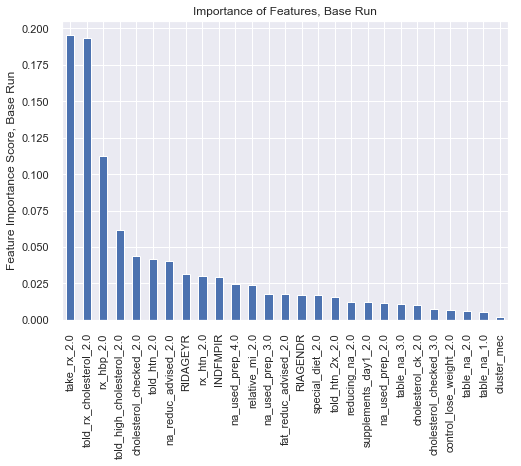 Importance of Features, Base Run
Feature Importance Score, Base Run
0.200
0.175
0.150
0.125
0.100
0.075
0.050
0.025
0.000
take_rx_2.0
told_rx_cholesterol_2.0
rx_hbp_2.0
told_high_cholesterol_2.0
cholesterol_checked_2.0
told_htn_2.0
na_reduc_advised_2.0
RIDAGEYR
rx_htn_2.0
INDFMPIR
na_used_prep_4.0
relative_mi_2.0
na_used_prep_3.0
fat_reduc_advised_2.0
RIAGENDR
special_diet_2.0
told_htn_2x_2.0
reducing_na_2.0
supplements_day1_2.0
na_used_prep_2.0
table_na_3.0
cholesterol_ck_2.0
cholesterol_checked_3.0
control_lose_weight_2.0
table_na_2.0
table_na_1.0
cluster_mec